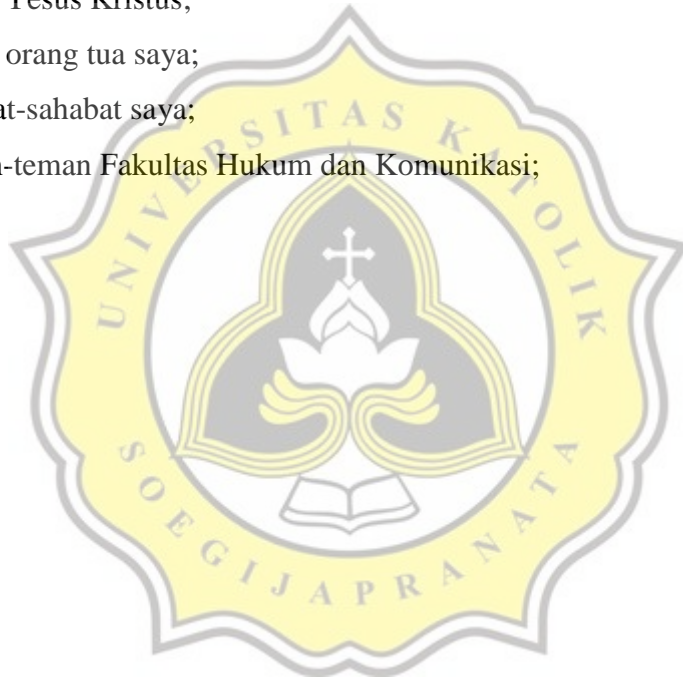 Yesus Kristus;
orang tua saya;
at-sahabat saya;
n-teman Fakultas Hukum dan Komunikasi;
UNIVERSITAS KATOLIK
SOEGIJAPRANATA